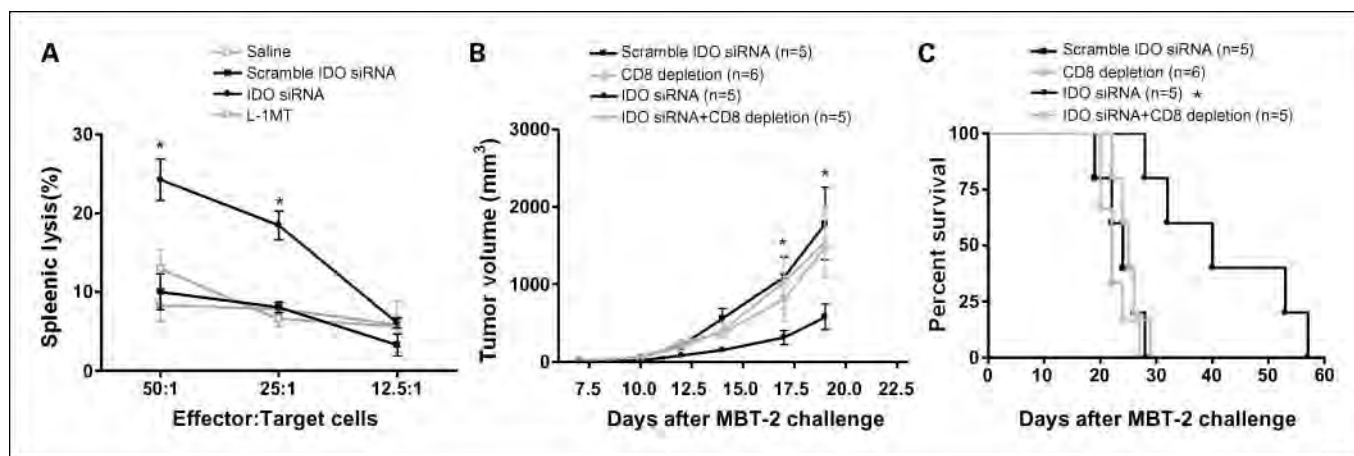 A
Saline
Scramble IDO siRNA
IDO siRNA
L-1MT
Spleenic lysis(%)
30
20
10
0
*
*
50:1
25:1
12.5:1
Effector:Target cells
B
Scramble IDO siRNA (n=5)
CD8 depletion (n=6)
IDO siRNA (n=5)
IDO siRNA+CD8 depletion (n=5)
Tumor volume (mm³)
3000
2000
1000
0
*
*
7.5
10.0
12.5
15.0
17.5
20.0
22.5
Days after MBT-2 challenge
C
Scramble IDO siRNA (n=5)
CD8 depletion (n=6)
IDO siRNA (n=5) *
IDO siRNA+CD8 depletion (n=5)
Percent survival
100
75
50
25
0
0
10
20
30
40
50
60
Days after MBT-2 challenge